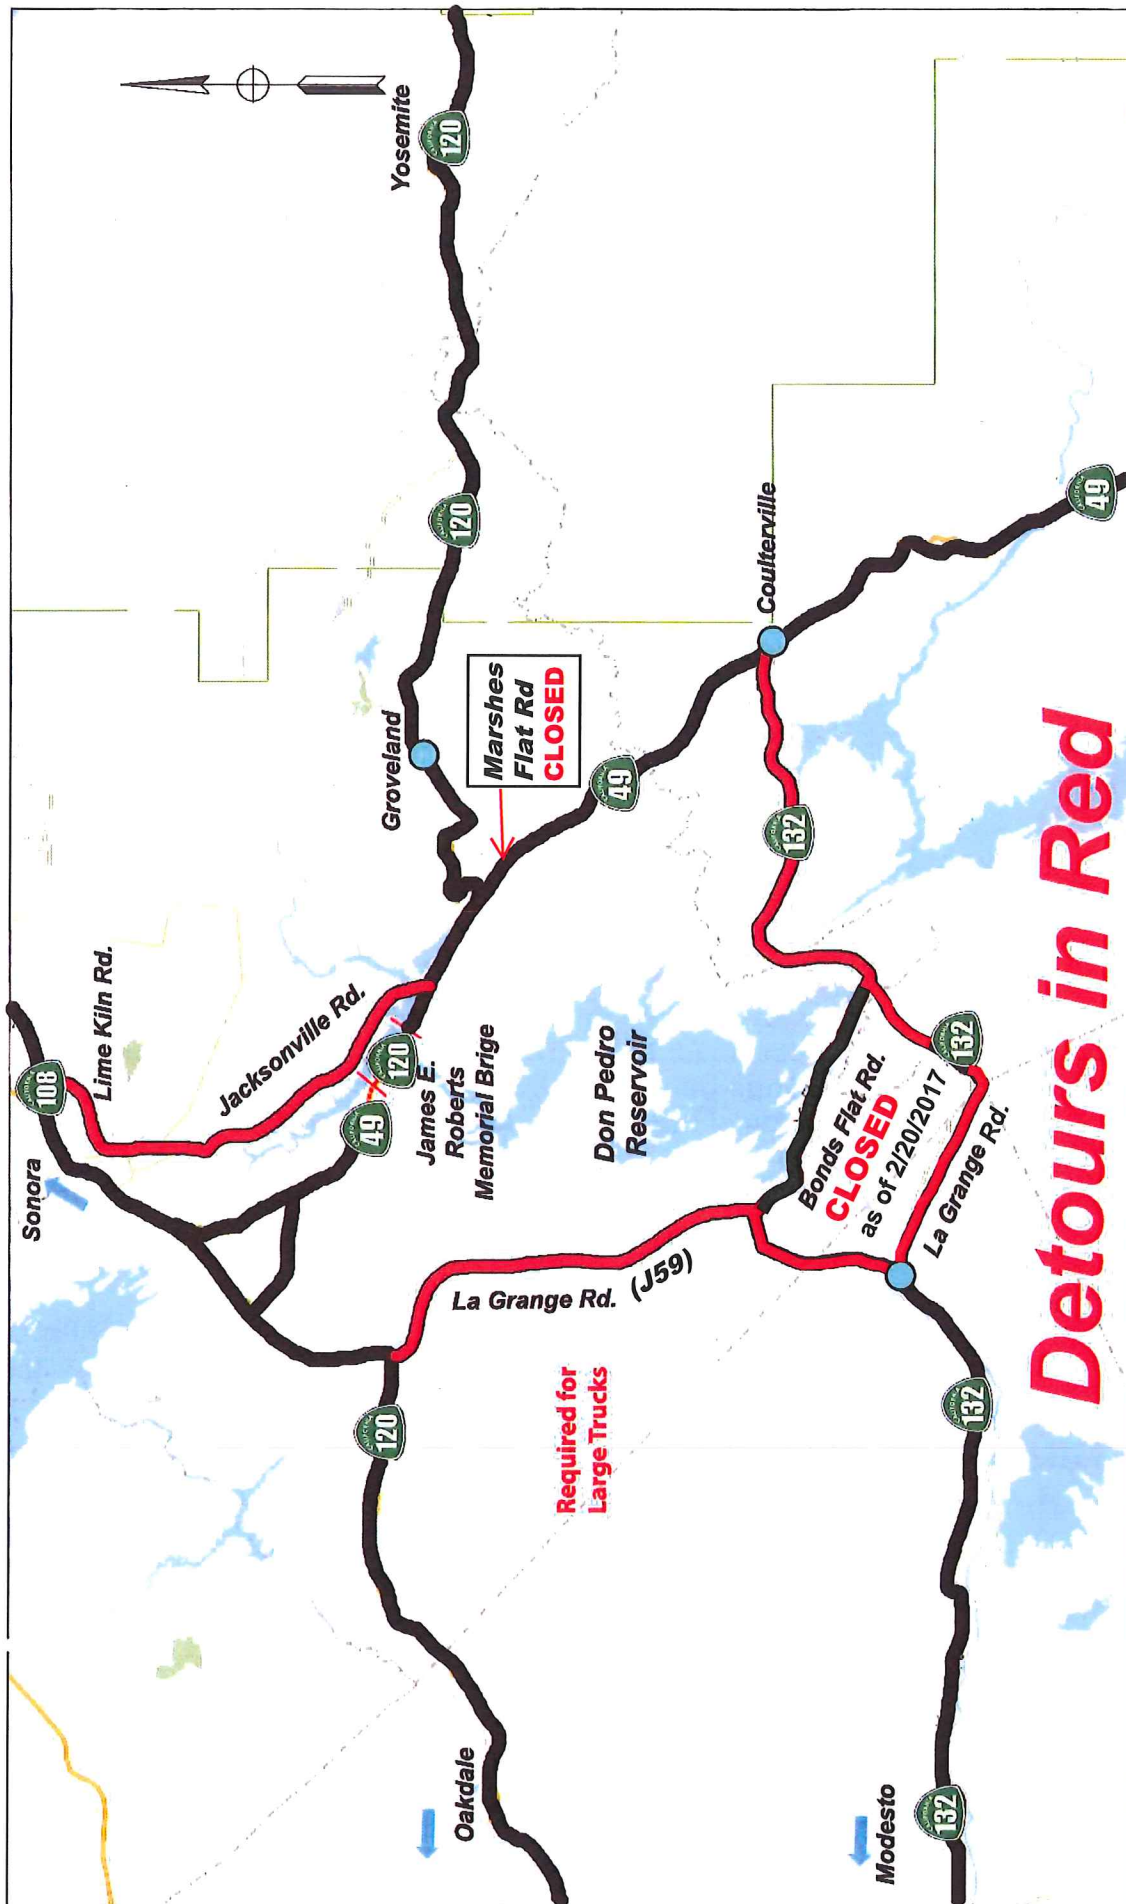 Sonora
CALIFORNIA
108
Lime Kiln Rd.
Jacksonville Rd.
49
120
James E.
Roberts
Memorial Brige
Groveland
Yosemite
120
120
Marshes
Flat Rd
CLOSED
49
Coulterville
49
132
Don Pedro
Reservoir
Bonds Flat Rd.
CLOSED
as of 2/20/2017
132
La Grange Rd.
La Grange Rd.
(J59)
Required for
Large Trucks
120
Oakdale
132
Modesto
132
Detours in Red